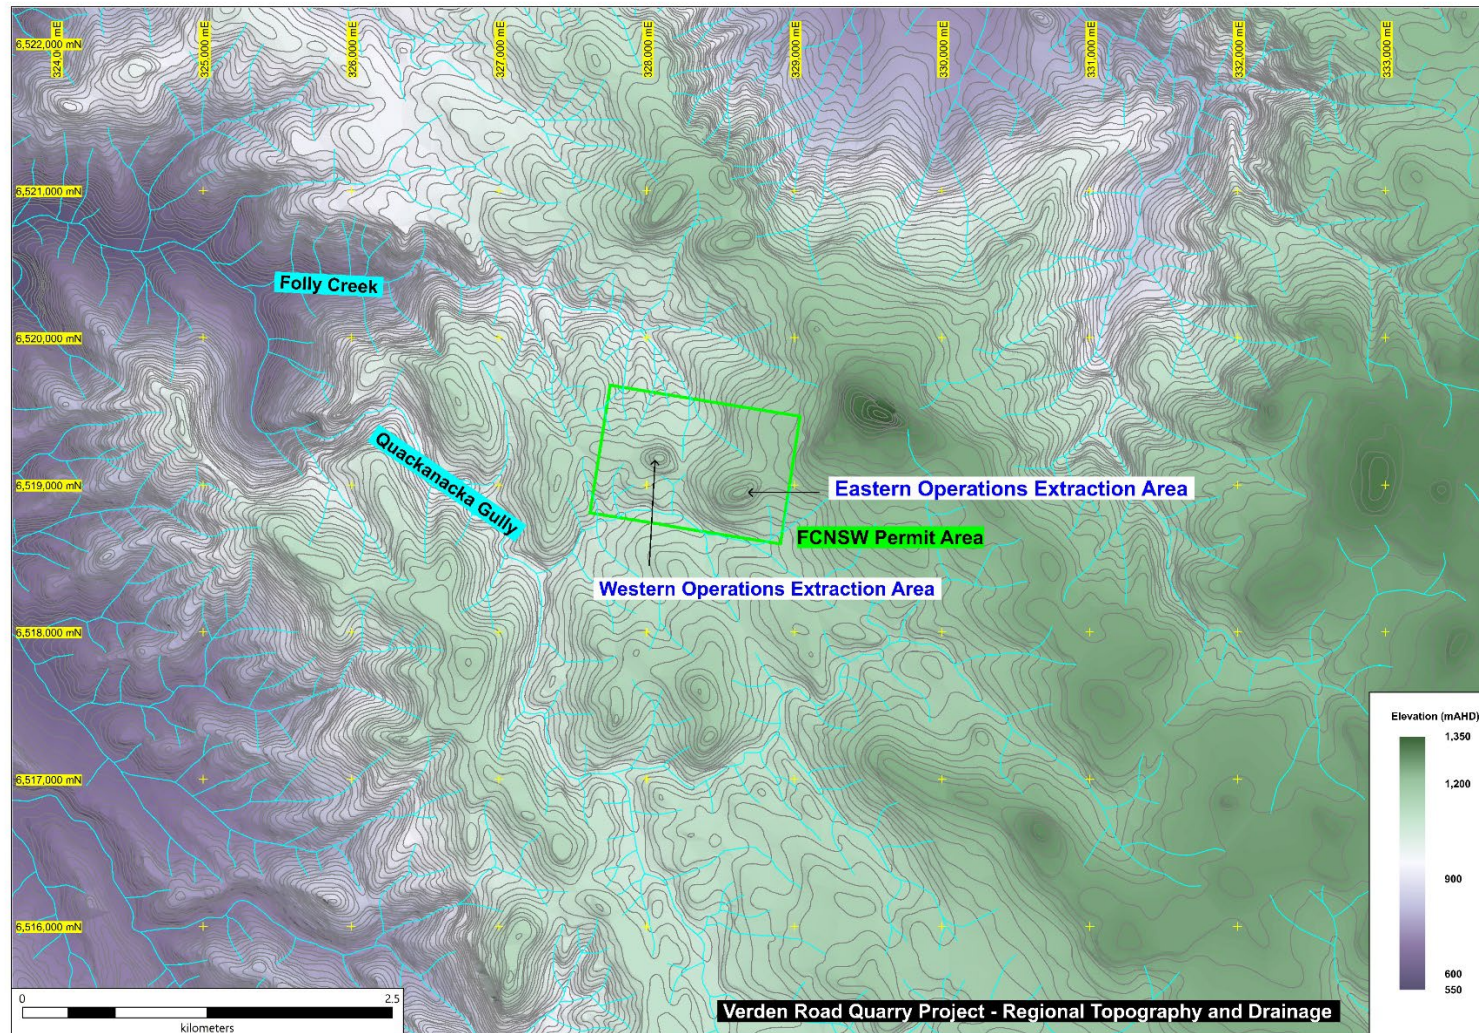 324,000 mE
325,000 mE
326,000 mE
327,000 mE
328,000 mE
329,000 mE
330,000 mE
331,000 mE
332,000 mE
333,000 mE
6,522,000 mN
6,521,000 mN
Folly Creek
6,520,000 mN
Quackanacka Gully
6,519,000 mN
Eastern Operations Extraction Area
FCNSW Permit Area
Western Operations Extraction Area
6,518,000 mN
6,517,000 mN
6,516,000 mN
Elevation (mAHD)
1,350
1,200
900
600
550
0 2.5
kilometers
Verden Road Quarry Project - Regional Topography and Drainage